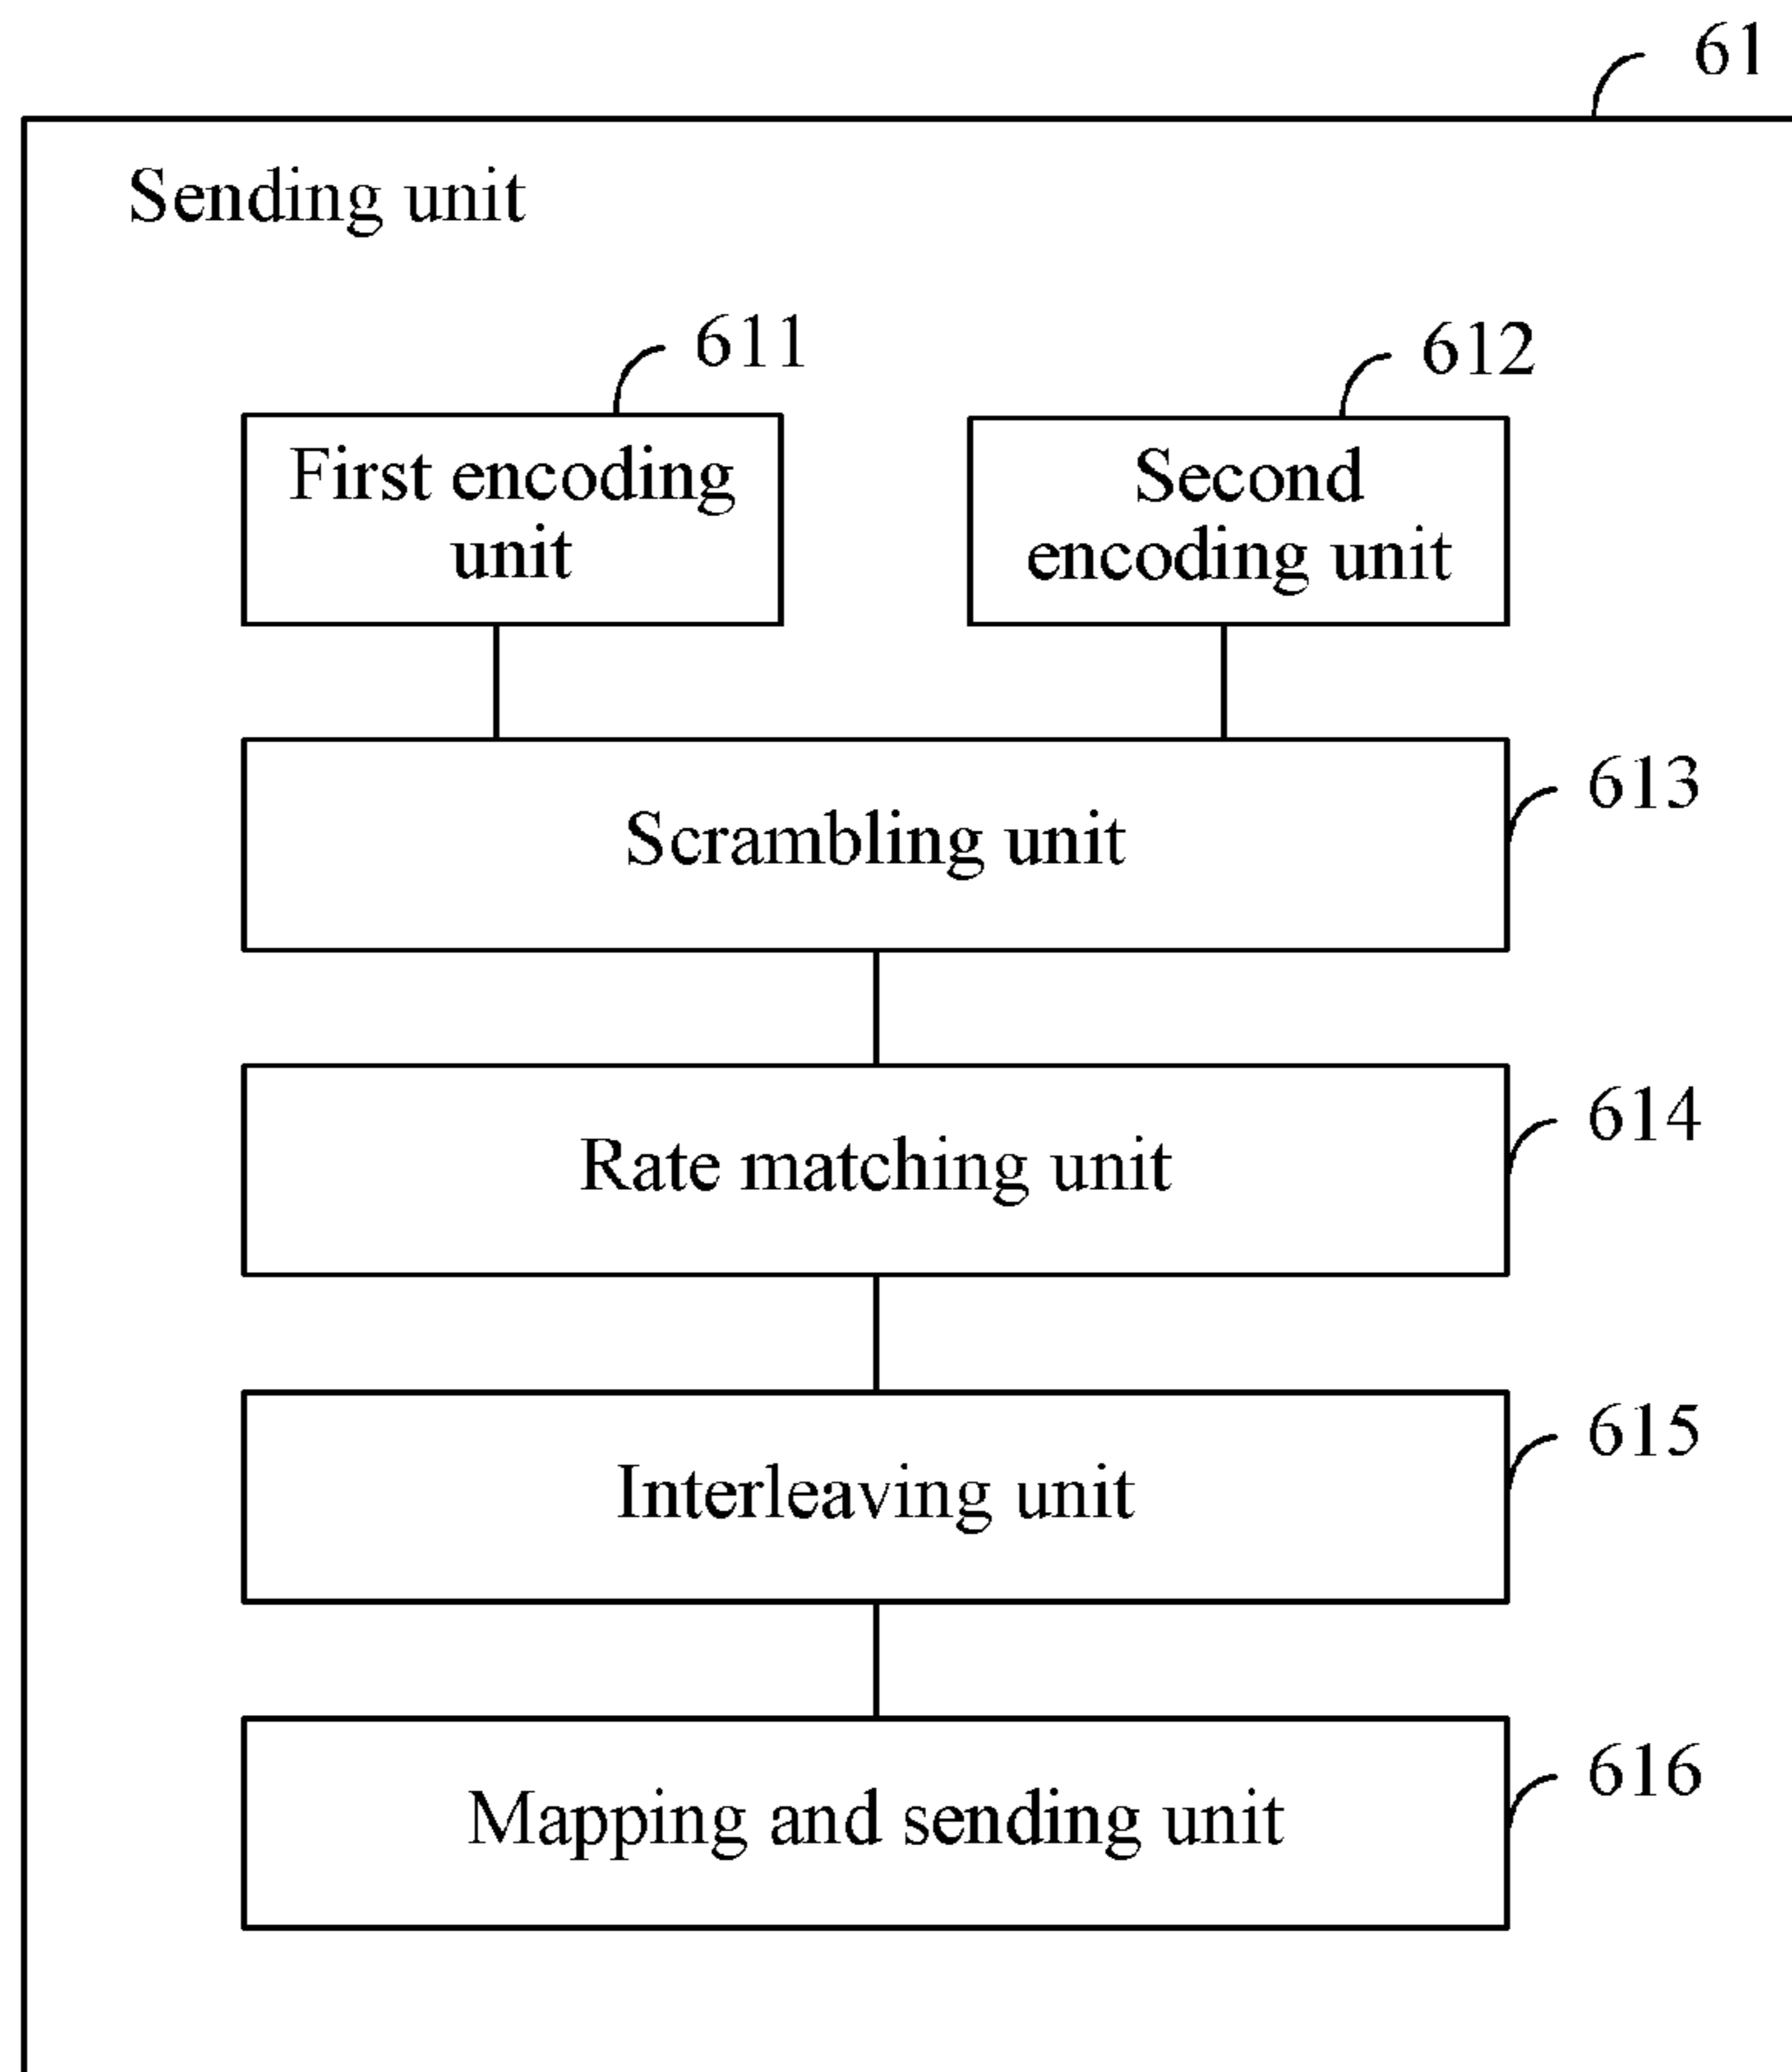 61
Sending unit
611
612
First encoding
unit
Second
encoding unit
Scrambling unit
613
Rate matching unit
614
Interleaving unit
615
Mapping and sending unit
616